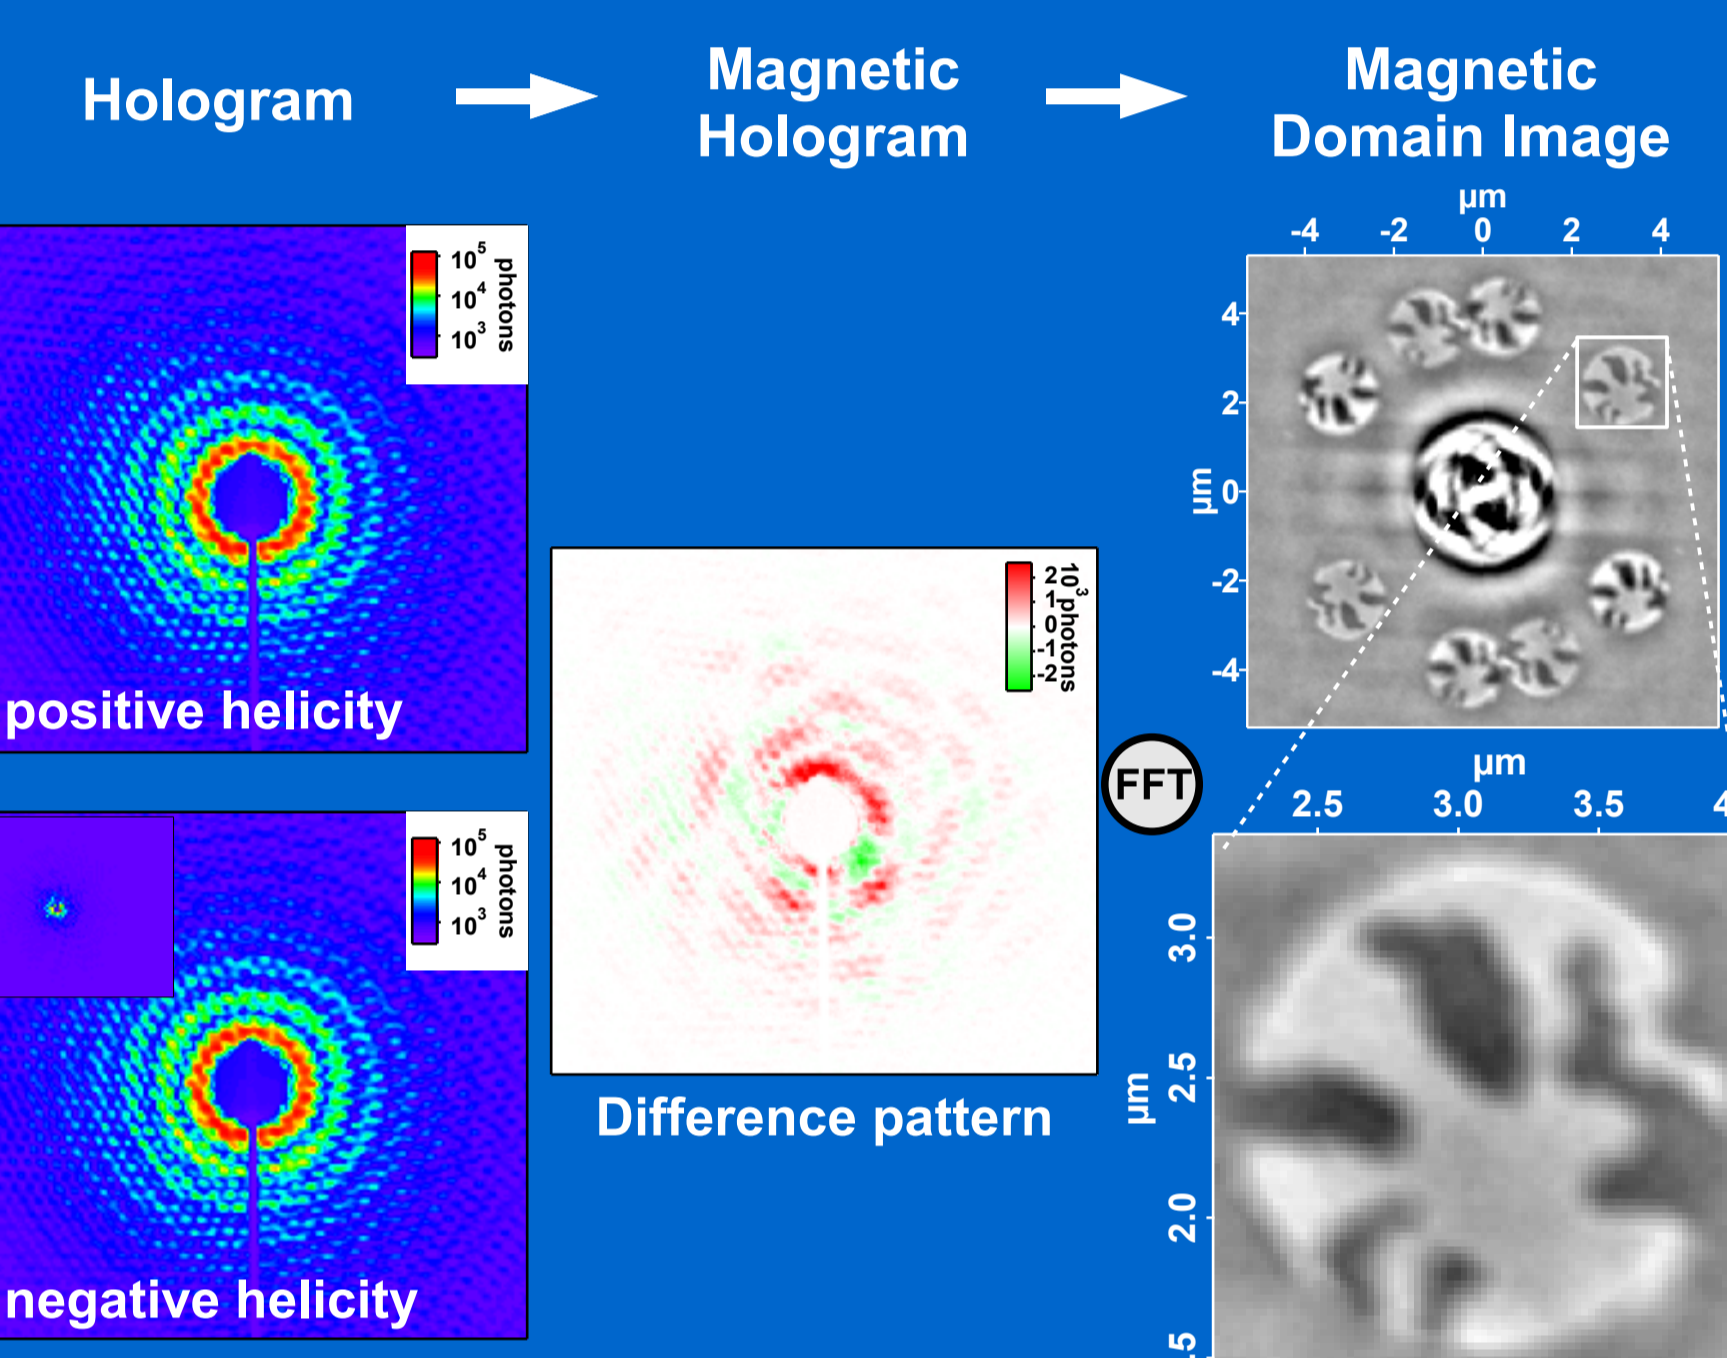 Hologram
Magnetic
Hologram
Magnetic
Domain Image
10⁵
10⁴
10³
photons
positive helicity
10⁵
10⁴
10³
photons
negative helicity
2
1
0
-1
-2
10³ photons
Difference pattern
FFT
µm
-4 -2 0 2 4
4
2
0
-2
-4
µm
µm
2.5 3.0 3.5 4
3.0
2.5
2.0
.5
µm